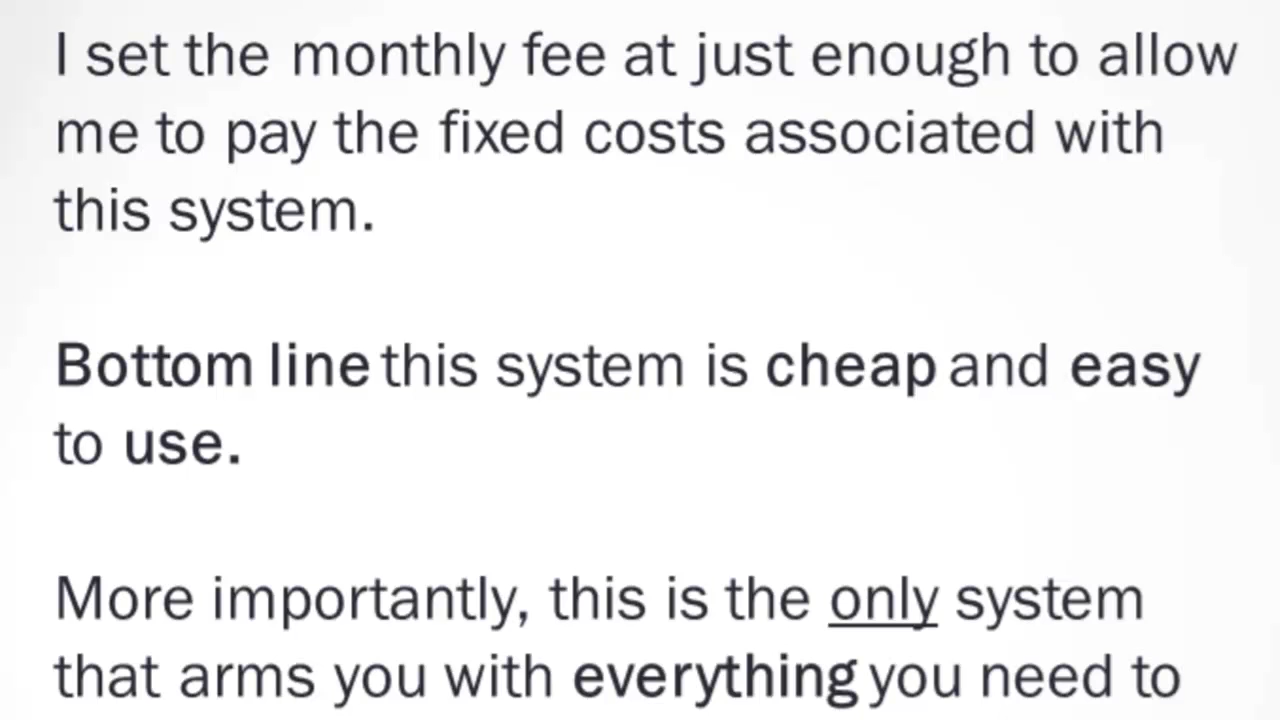 I set the monthly fee at just enough to allow
me to pay the fixed costs associated with
this system.
Bottom line this system is cheap and easy
to use.
More importantly, this is the only system
that arms you with everything you need to